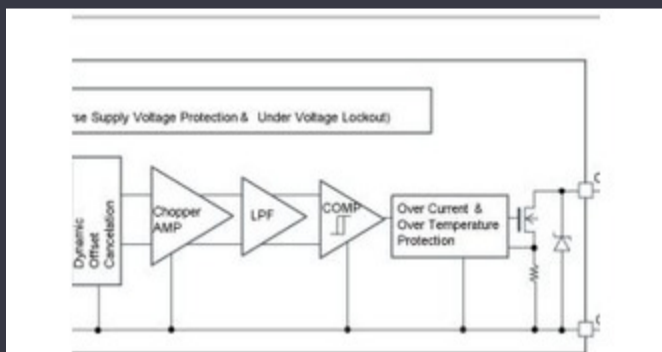 rse Supply Voltage Protection & Under Voltage Lockout)
Dynamic
Offset
Cancelation
Chopper
AMP
LPF
COMP
Over Current &
Over Temperature
Protection